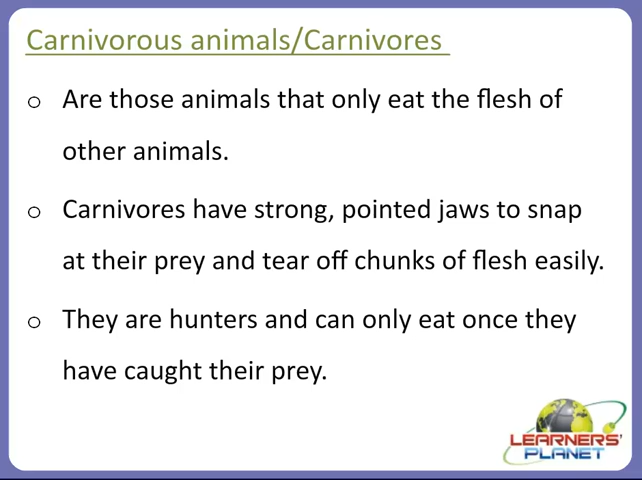 Carnivorous animals/Carnivores
o Are those animals that only eat the flesh of
other animals.
o Carnivores have strong, pointed jaws to snap
at their prey and tear off chunks of flesh easily.
o They are hunters and can only eat once they
have caught their prey.
LEARNERS'
PLANET